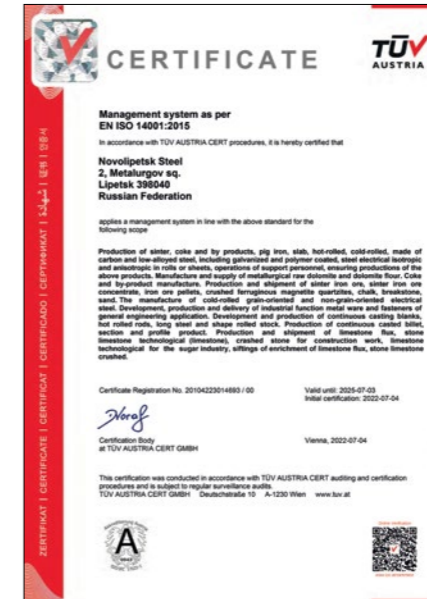 CERTIFICATE
TÜV
AUSTRIA
Management system as per
EN ISO 14001:2015
In accordance with TÜV AUSTRIA CERT procedures, it is hereby certified that
Novolipetsk Steel
2, Metalurgov sq.
Lipetsk 398040
Russian Federation
applies a management system in line with the above standard for the
following scope
Production of sinter, coke and by products, pig iron, slab, hot-rolled, cold-rolled, made of
carbon and low-alloyed steel, including galvanized and polymer coated, steel electrical isotropic
and anisotropic in rolls or sheets, operations of support personnel, ensuring productions of the
above products. Manufacture and supply of metallurgical raw dolomite and dolomite flour. Coke
and by-product manufacture. Production and shipment of sinter iron ore, sinter iron ore
concentrate, iron ore pellets, crushed ferruginous magnetite quartzites, chalk, breakstone,
sand. The manufacture of cold-rolled grain-oriented and non-grain-oriented electrical
steel. Development, production and delivery of industrial function metal ware and fasteners of
general engineering application. Development and production of continuous casting blanks,
hot rolled rods, long steel and shape rolled stock. Production of continuous casted billet,
section and profile product. Production and shipment of limestone flux, stone
limestone technological (limestone), crashed stone for construction work, limestone
technological for the sugar industry, siftings of enrichment of limestone flux, stone limestone
crushed.
Certificate Registration No. 20104223014693 / 00
Valid until: 2025-07-03
Initial certification: 2022-07-04
Certification Body
at TÜV AUSTRIA CERT GMBH
Vienna, 2022-07-04
This certification was conducted in accordance with TÜV AUSTRIA CERT auditing and certification
procedures and is subject to regular surveillance audits.
TÜV AUSTRIA CERT GMBH Deutschstraße 10 A-1230 Wien www.tuv.at
ZERTIFIKAT | CERTIFICATE | CERTIFICAT | CERTIFICADO | СЕРТИФИКАТ | شهادة | 证书 | 인증서